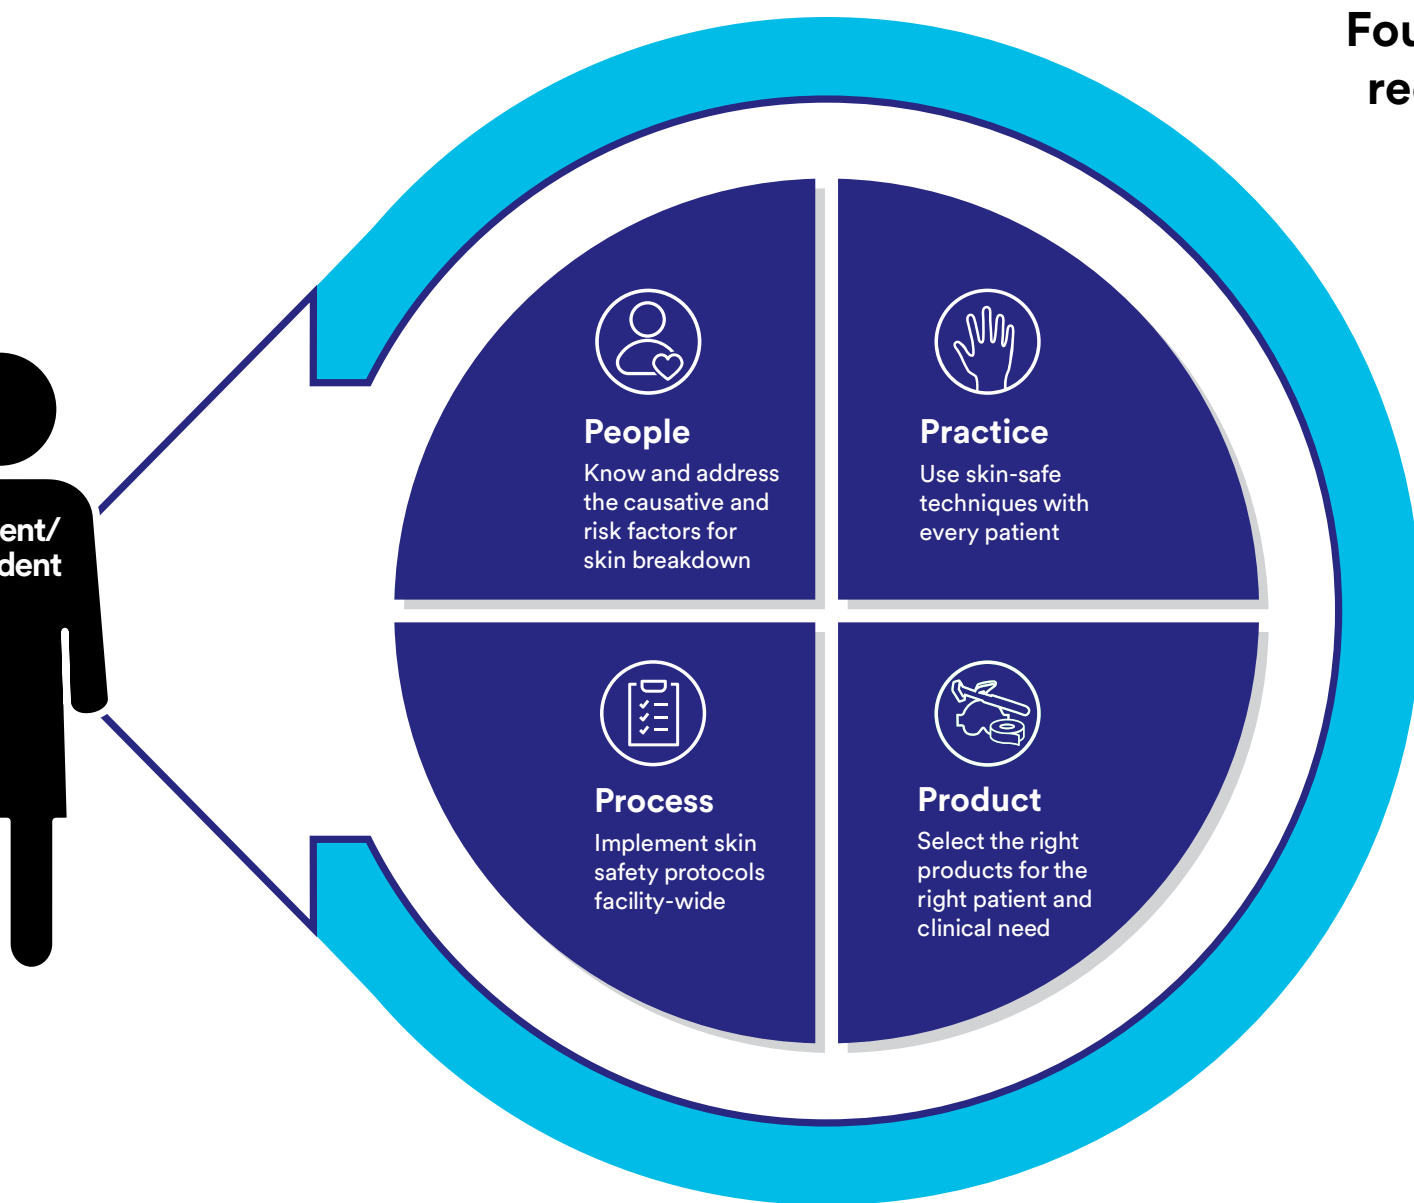 People
Know and address
the causative and
risk factors for
skin breakdown
Practice
Use skin-safe
techniques with
every patient
Process
Implement skin
safety protocols
facility-wide
Product
Select the right
products for the
right patient and
clinical need